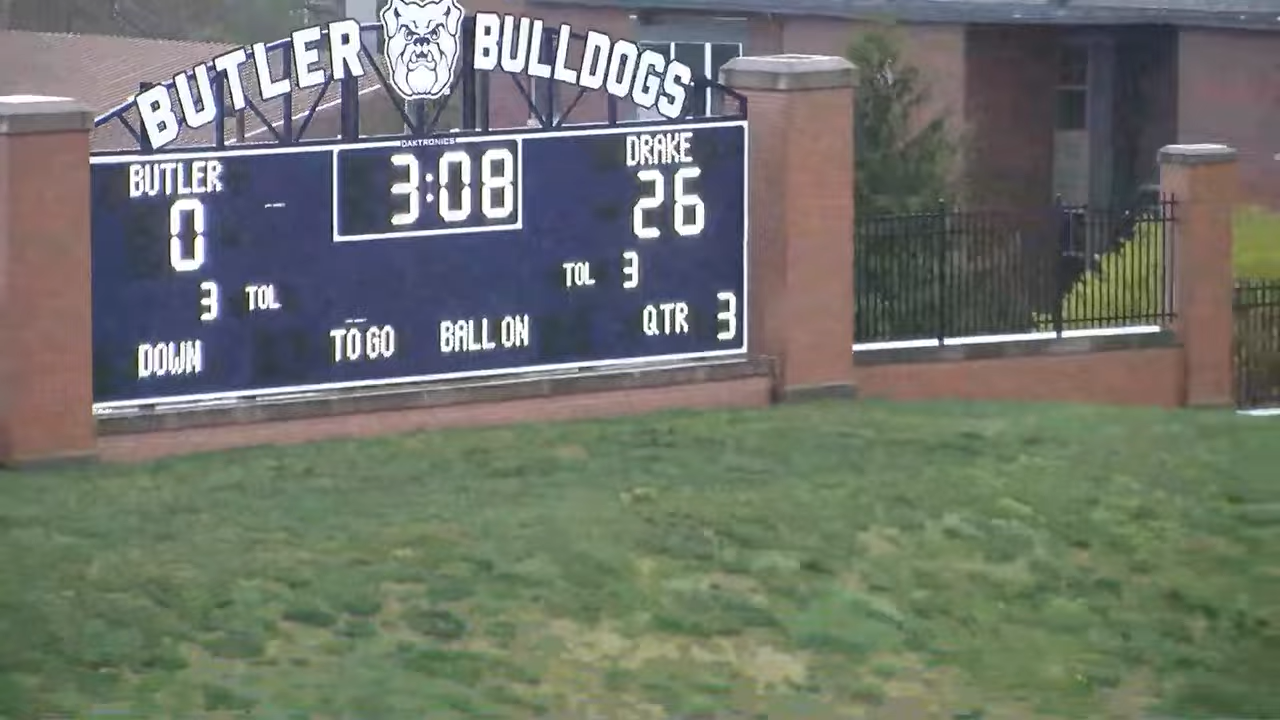 BUTLER BULLDOGS
DAKTRONICS
BUTLER 3:08 DRAKE
0 26
3 TOL TOL 3
DOWN TO GO BALL ON QTR 3